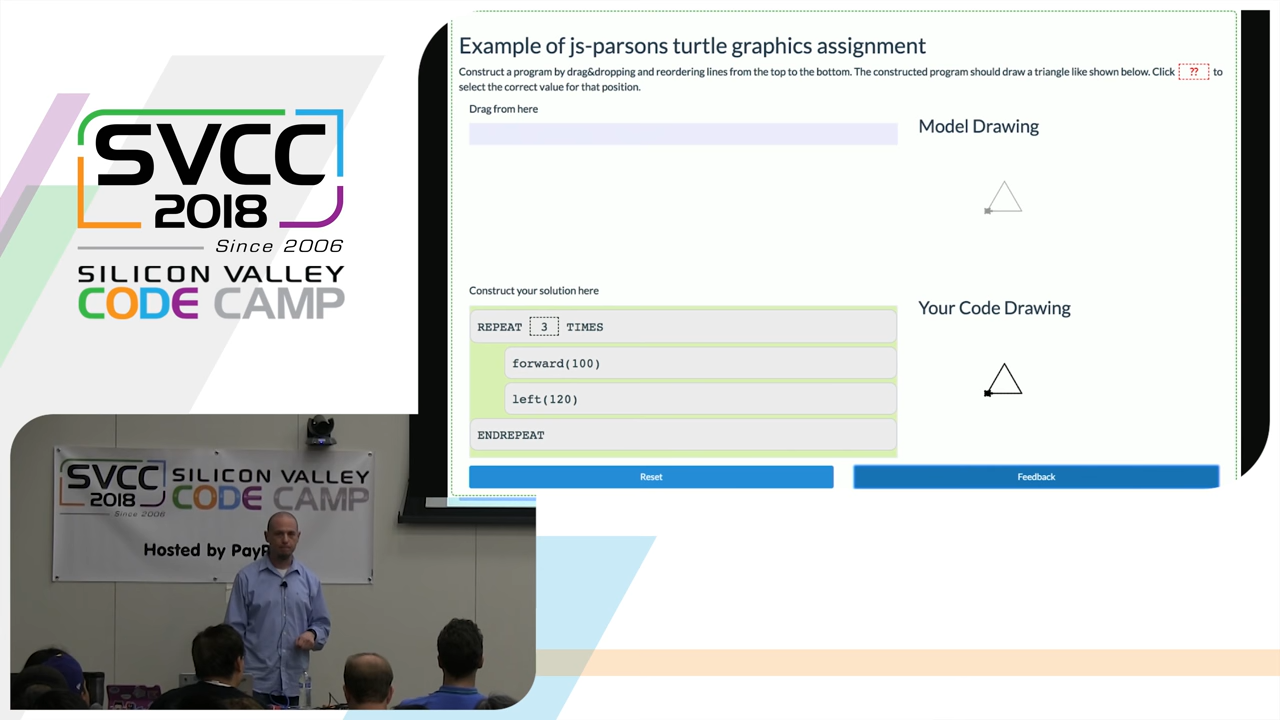 SVCC
2018
Since 2006
SILICON VALLEY
CODE CAMP
Example of js-parsons turtle graphics assignment
Construct a program by drag&dropping and reordering lines from the top to the bottom. The constructed program should draw a triangle like shown below. Click ?? to
select the correct value for that position.
Drag from here
Model Drawing
Construct your solution here
Your Code Drawing
REPEAT 3 TIMES
forward(100)
left(120)
ENDREPEAT
Reset
Feedback
SVCC
2018
Since 2006
SILICON VALLEY
CODE CAMP
Hosted by PayP